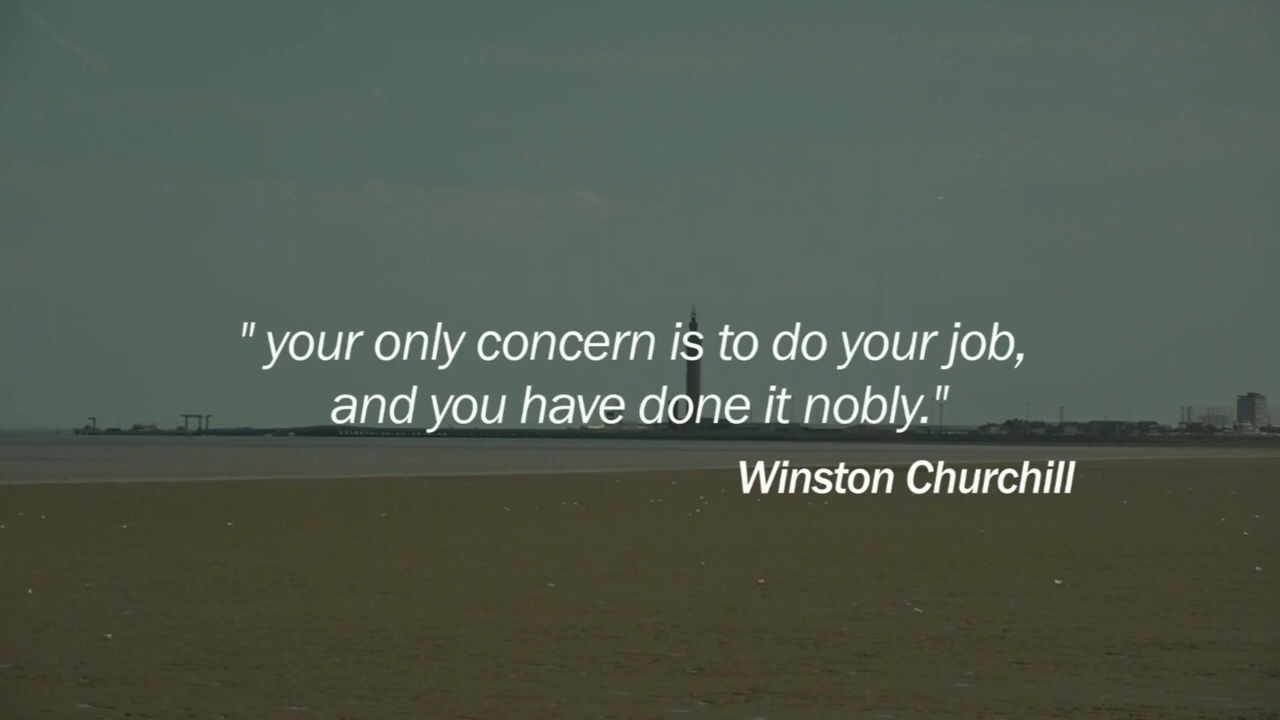 " your only concern is to do your job,
and you have done it nobly."
Winston Churchill